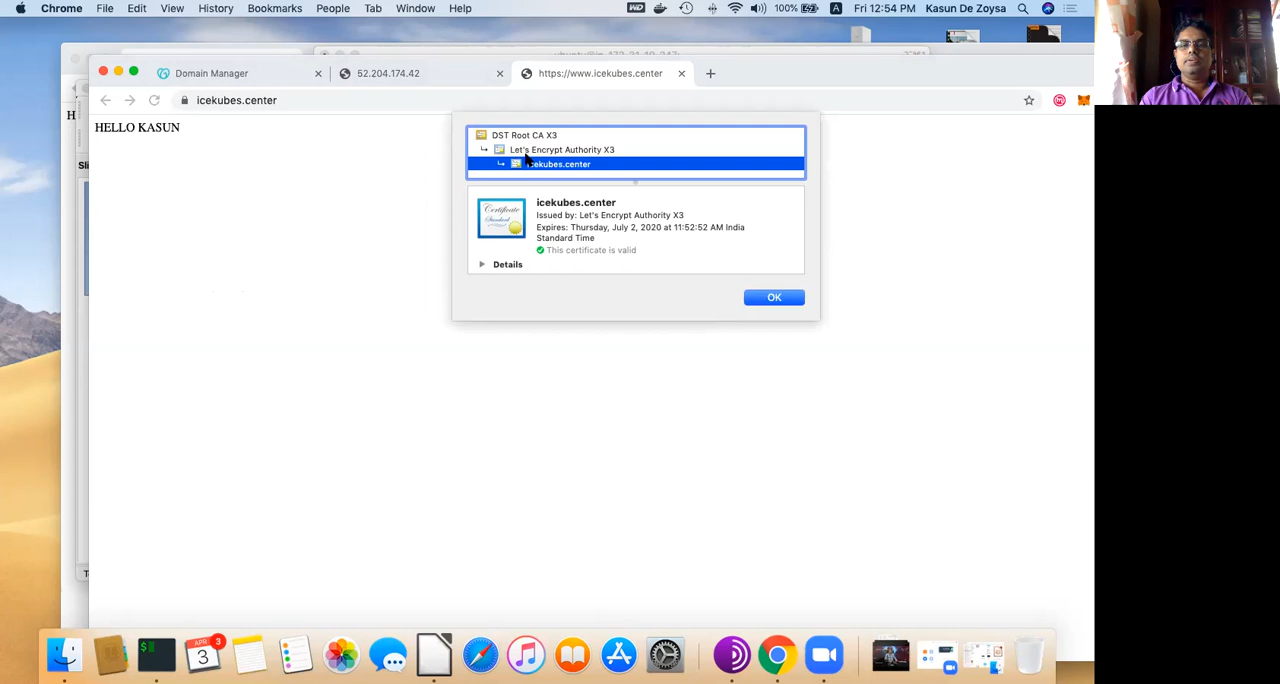 Chrome File Edit View History Bookmarks People Tab Window Help 100% Fri 12:54 PM Kasun De Zoysa
Domain Manager 52.204.174.42 https://www.icekubes.center
icekubes.center
HELLO KASUN
DST Root CA X3
Let's Encrypt Authority X3
icekubes.center
icekubes.center
Issued by: Let's Encrypt Authority X3
Expires: Thursday, July 2, 2020 at 11:52:52 AM India
Standard Time
This certificate is valid
Details
OK
APR 3
3